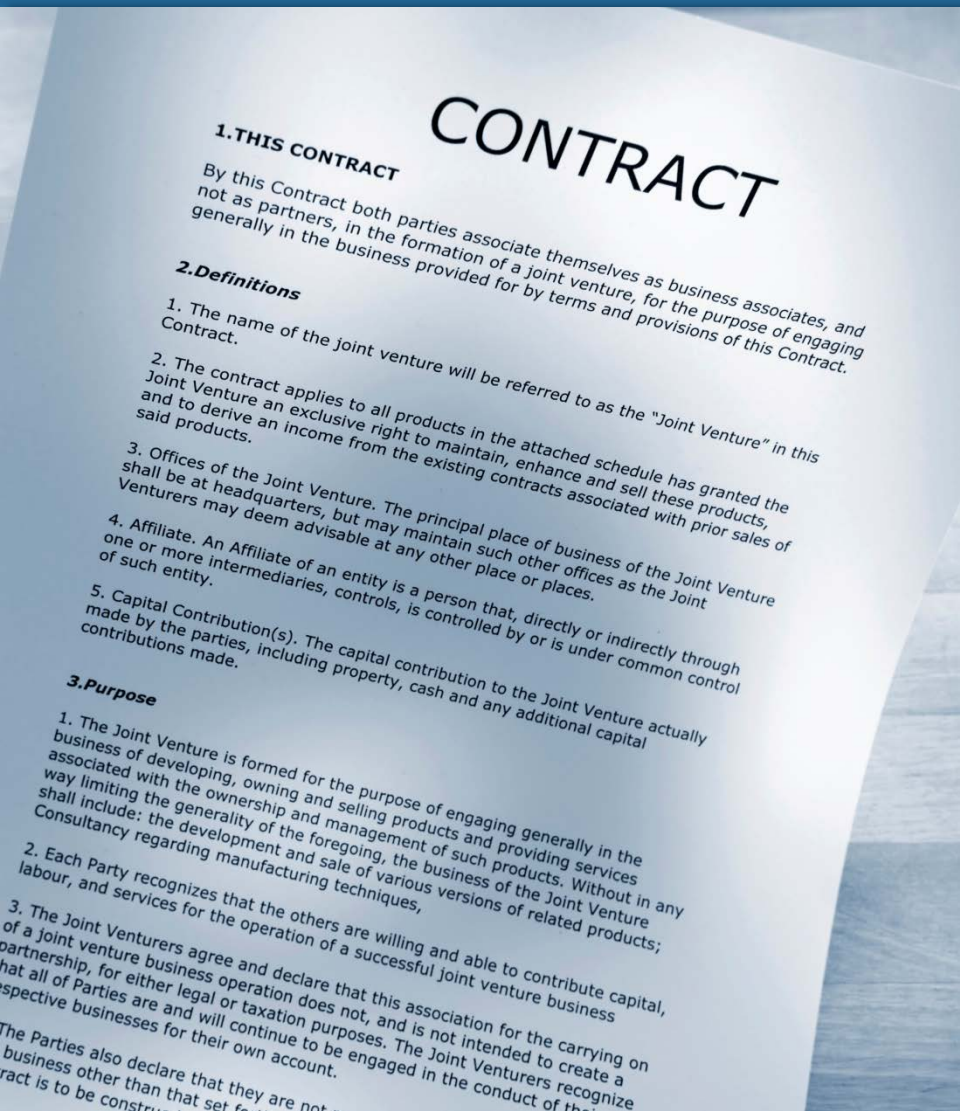 CONTRACT
1.THIS CONTRACT
By this Contract both parties associate themselves as business associates, and
not as partners, in the formation of a joint venture, for the purpose of engaging
generally in the business provided for by terms and provisions of this Contract.
2.Definitions
1. The name of the joint venture will be referred to as the "Joint Venture" in this
Contract.
2. The contract applies to all products in the attached schedule has granted the
Joint Venture an exclusive right to maintain, enhance and sell these products,
and to derive an income from the existing contracts associated with prior sales of
said products.
3. Offices of the Joint Venture. The principal place of business of the Joint Venture
shall be at headquarters, but may maintain such other offices as the Joint
Venturers may deem advisable at any other place or places.
4. Affiliate. An Affiliate of an entity is a person that, directly or indirectly through
one or more intermediaries, controls, is controlled by or is under common control
of such entity.
5. Capital Contribution(s). The capital contribution to the Joint Venture actually
made by the parties, including property, cash and any additional capital
contributions made.
3.Purpose
1. The Joint Venture is formed for the purpose of engaging generally in the
business of developing, owning and selling products and providing services
associated with the ownership and management of such products. Without in any
way limiting the generality of the foregoing, the business of the Joint Venture
shall include: the development and sale of various versions of related products;
Consultancy regarding manufacturing techniques,
2. Each Party recognizes that the others are willing and able to contribute capital,
labour, and services for the operation of a successful joint venture business
3. The Joint Venturers agree and declare that this association for the carrying on
of a joint venture business operation does not, and is not intended to create a
partnership, for either legal or taxation purposes. The Joint Venturers recognize
hat all of Parties are and will continue to be engaged in the conduct of
espective businesses for their own account.
The Parties also declare that they are not
business other than that set
ract is to be